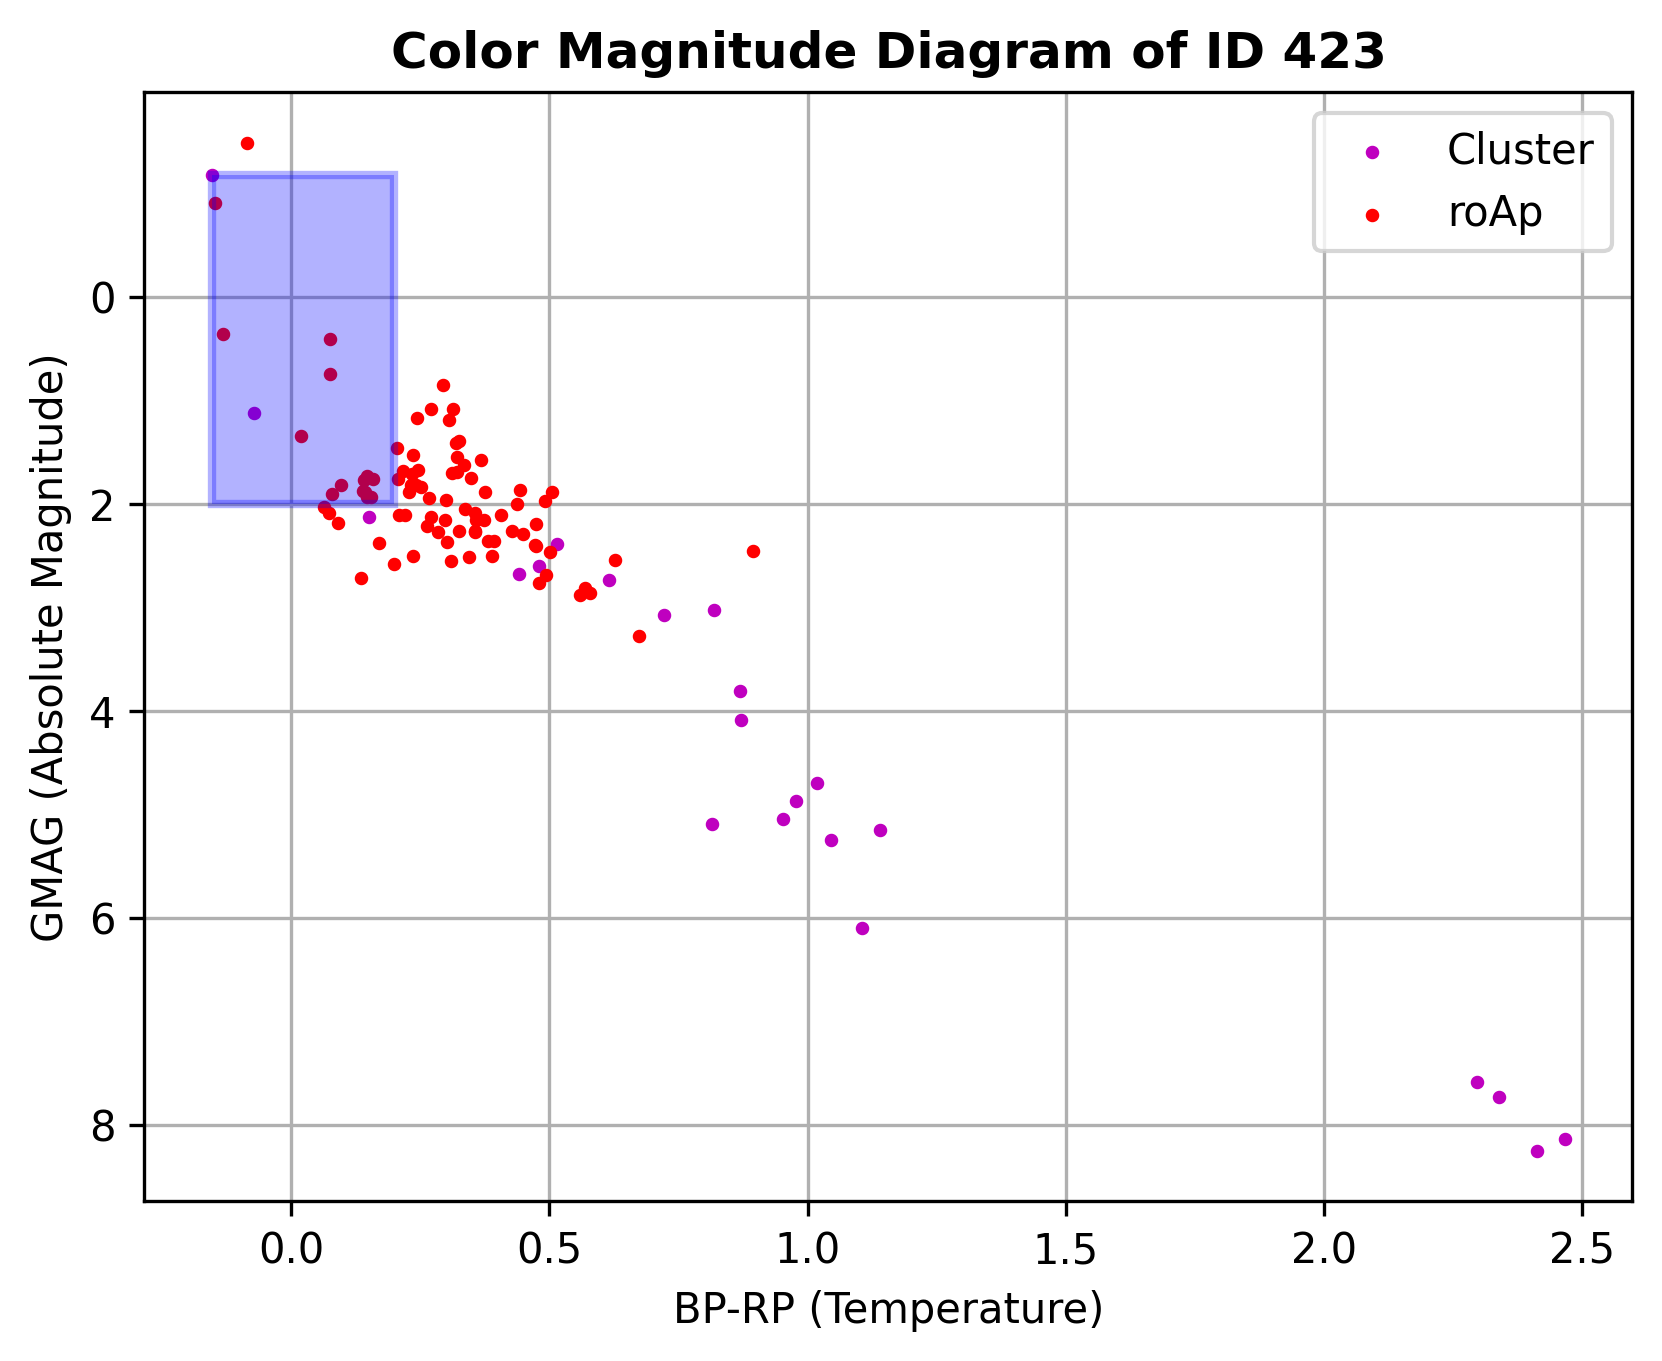 Color Magnitude Diagram of ID 423
Cluster
roAp
GMAG (Absolute Magnitude)
0
2
4
6
8
0.0 0.5 1.0 1.5 2.0 2.5
BP-RP (Temperature)